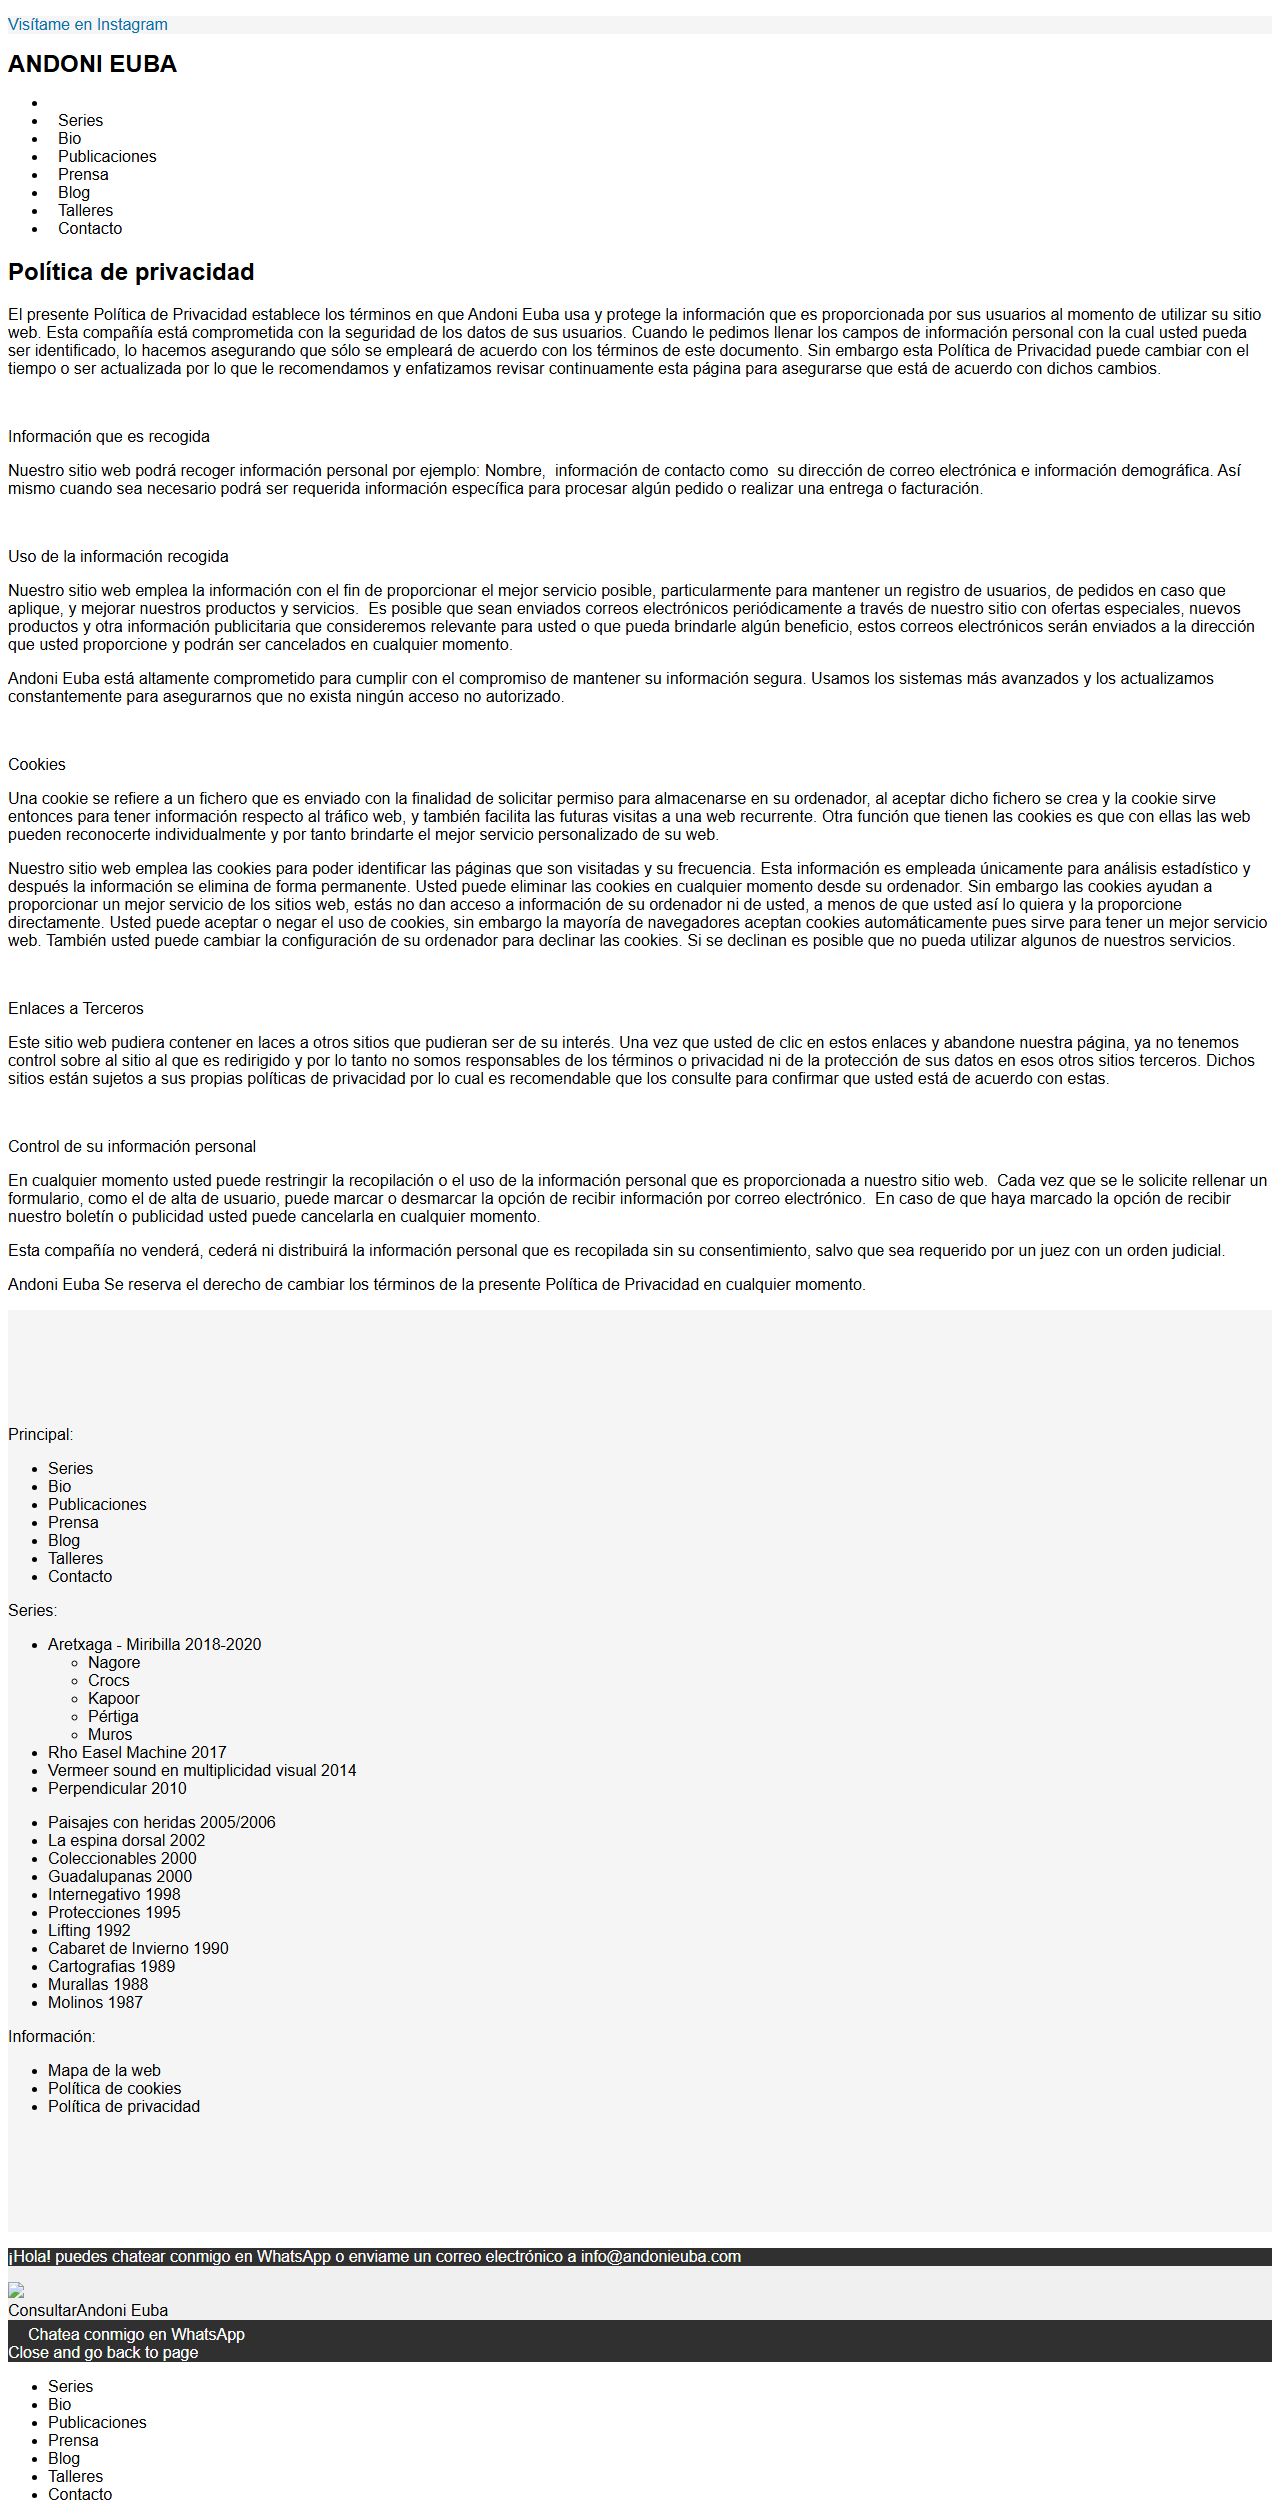 Visítame en Instagram
ANDONI EUBA
Series
Bio
Publicaciones
Prensa
Blog
Talleres
Contacto
Política de privacidad
El presente Política de Privacidad establece los términos en que Andoni Euba usa y protege la información que es proporcionada por sus usuarios al momento de utilizar su sitio
web. Esta compañía está comprometida con la seguridad de los datos de sus usuarios. Cuando le pedimos llenar los campos de información personal con la cual usted pueda
ser identificado, lo hacemos asegurando que sólo se empleará de acuerdo con los términos de este documento. Sin embargo esta Política de Privacidad puede cambiar con el
tiempo o ser actualizada por lo que le recomendamos y enfatizamos revisar continuamente esta página para asegurarse que está de acuerdo con dichos cambios.
Información que es recogida
Nuestro sitio web podrá recoger información personal por ejemplo: Nombre,  información de contacto como  su dirección de correo electrónica e información demográfica. Así
mismo cuando sea necesario podrá ser requerida información específica para procesar algún pedido o realizar una entrega o facturación.
Uso de la información recogida
Nuestro sitio web emplea la información con el fin de proporcionar el mejor servicio posible, particularmente para mantener un registro de usuarios, de pedidos en caso que
aplique, y mejorar nuestros productos y servicios.  Es posible que sean enviados correos electrónicos periódicamente a través de nuestro sitio con ofertas especiales, nuevos
productos y otra información publicitaria que consideremos relevante para usted o que pueda brindarle algún beneficio, estos correos electrónicos serán enviados a la dirección
que usted proporcione y podrán ser cancelados en cualquier momento.
Andoni Euba está altamente comprometido para cumplir con el compromiso de mantener su información segura. Usamos los sistemas más avanzados y los actualizamos
constantemente para asegurarnos que no exista ningún acceso no autorizado.
Cookies
Una cookie se refiere a un fichero que es enviado con la finalidad de solicitar permiso para almacenarse en su ordenador, al aceptar dicho fichero se crea y la cookie sirve
entonces para tener información respecto al tráfico web, y también facilita las futuras visitas a una web recurrente. Otra función que tienen las cookies es que con ellas las web
pueden reconocerte individualmente y por tanto brindarte el mejor servicio personalizado de su web.
Nuestro sitio web emplea las cookies para poder identificar las páginas que son visitadas y su frecuencia. Esta información es empleada únicamente para análisis estadístico y
después la información se elimina de forma permanente. Usted puede eliminar las cookies en cualquier momento desde su ordenador. Sin embargo las cookies ayudan a
proporcionar un mejor servicio de los sitios web, estás no dan acceso a información de su ordenador ni de usted, a menos de que usted así lo quiera y la proporcione
directamente. Usted puede aceptar o negar el uso de cookies, sin embargo la mayoría de navegadores aceptan cookies automáticamente pues sirve para tener un mejor servicio
web. También usted puede cambiar la configuración de su ordenador para declinar las cookies. Si se declinan es posible que no pueda utilizar algunos de nuestros servicios.
Enlaces a Terceros
Este sitio web pudiera contener en laces a otros sitios que pudieran ser de su interés. Una vez que usted de clic en estos enlaces y abandone nuestra página, ya no tenemos
control sobre al sitio al que es redirigido y por lo tanto no somos responsables de los términos o privacidad ni de la protección de sus datos en esos otros sitios terceros. Dichos
sitios están sujetos a sus propias políticas de privacidad por lo cual es recomendable que los consulte para confirmar que usted está de acuerdo con estas.
Control de su información personal
En cualquier momento usted puede restringir la recopilación o el uso de la información personal que es proporcionada a nuestro sitio web.  Cada vez que se le solicite rellenar un
formulario, como el de alta de usuario, puede marcar o desmarcar la opción de recibir información por correo electrónico.  En caso de que haya marcado la opción de recibir
nuestro boletín o publicidad usted puede cancelarla en cualquier momento.
Esta compañía no venderá, cederá ni distribuirá la información personal que es recopilada sin su consentimiento, salvo que sea requerido por un juez con un orden judicial.
Andoni Euba Se reserva el derecho de cambiar los términos de la presente Política de Privacidad en cualquier momento.
Principal:
Series
Bio
Publicaciones
Prensa
Blog
Talleres
Contacto
Series:
Aretxaga - Miribilla 2018-2020
Nagore
Crocs
Kapoor
Pértiga
Muros
Rho Easel Machine 2017
Vermeer sound en multiplicidad visual 2014
Perpendicular 2010
Paisajes con heridas 2005/2006
La espina dorsal 2002
Coleccionables 2000
Guadalupanas 2000
Internegativo 1998
Protecciones 1995
Lifting 1992
Cabaret de Invierno 1990
Cartografias 1989
Murallas 1988
Molinos 1987
Información:
Mapa de la web
Política de cookies
Política de privacidad
¡Hola! puedes chatear conmigo en WhatsApp o enviame un correo electrónico a info@andonieuba.com
ConsultarAndoni Euba
Chatea conmigo en WhatsApp
Close and go back to page
Series
Bio
Publicaciones
Prensa
Blog
Talleres
Contacto